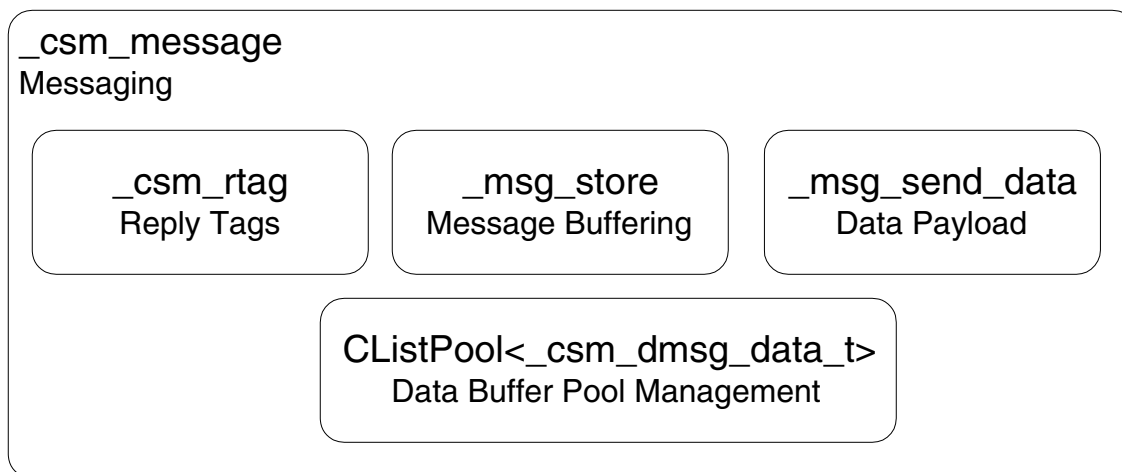 _csm_message
Messaging
_csm_rtag
Reply Tags
_msg_store
Message Buffering
_msg_send_data
Data Payload
CListPool<_csm_dmsg_data_t>
Data Buffer Pool Management